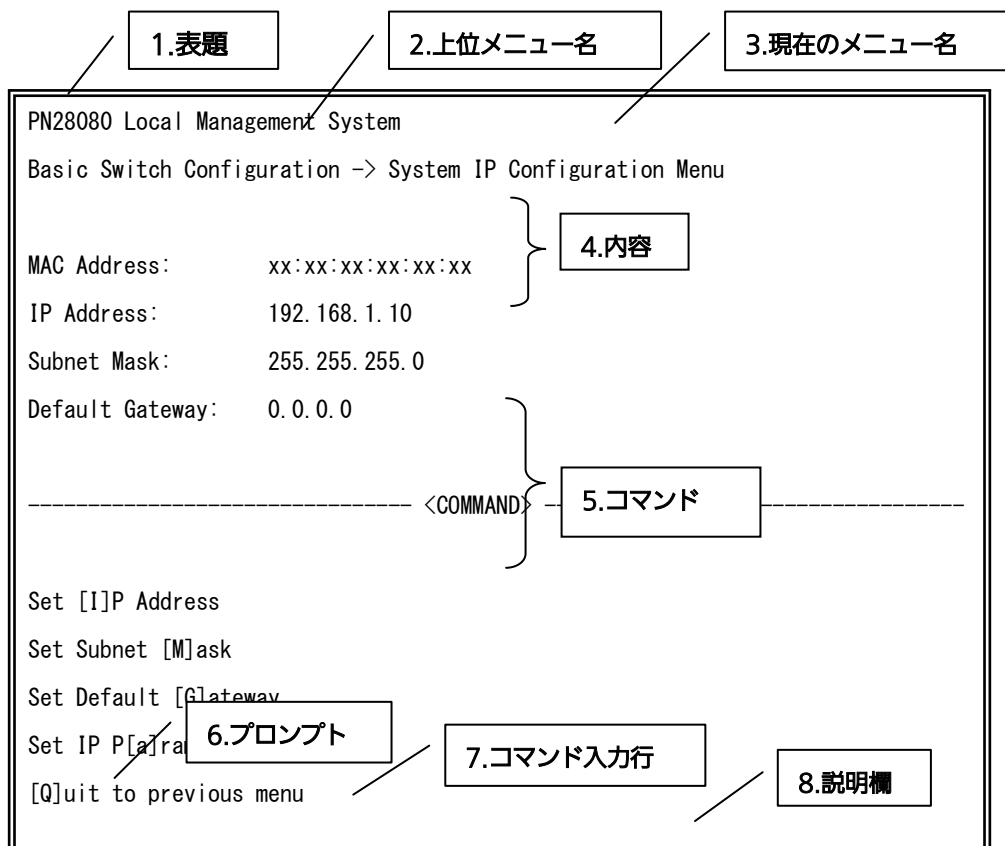 1.表題
2.上位メニュー名
3.現在のメニュー名
PN28080 Local Management System
Basic Switch Configuration -> System IP Configuration Menu
4.内容
MAC Address: xx:xx:xx:xx:xx:xx
IP Address: 192.168.1.10
Subnet Mask: 255.255.255.0
Default Gateway: 0.0.0.0
-------------------------------- <COMMAND> -----------------
5.コマンド
Set [I]P Address
Set Subnet [M]ask
Set Default [G]ateway
Set IP P[a]ra
6.プロンプト
7.コマンド入力行
[Q]uit to previous menu
8.説明欄